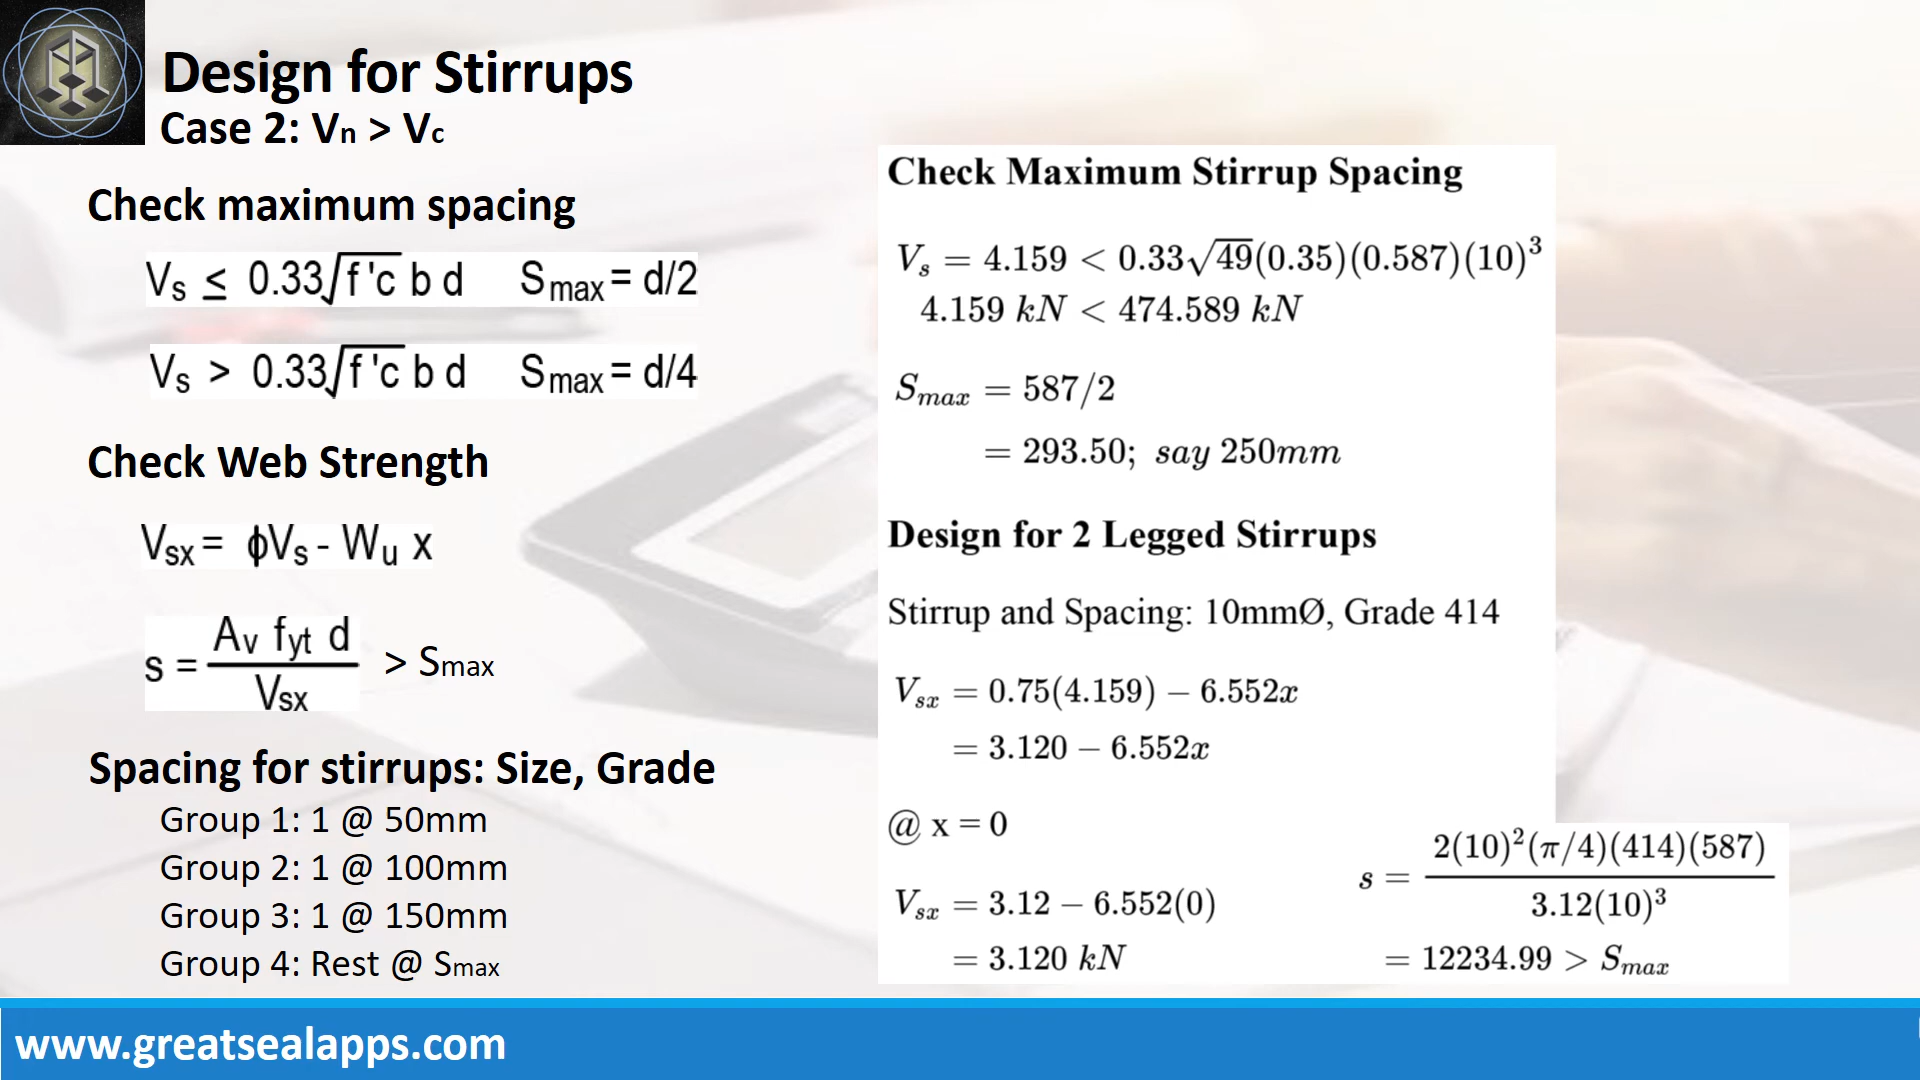 Design for Stirrups
Case 2: Vn > Vc
Check maximum spacing
Vs ≤ 0.33√f 'c b d Smax = d/2
Vs > 0.33√f 'c b d Smax = d/4
Check Web Strength
Vsx = ϕVs - Wu x
s = Av fyt d / Vsx > Smax
Spacing for stirrups: Size, Grade
Group 1: 1 @ 50mm
Group 2: 1 @ 100mm
Group 3: 1 @ 150mm
Group 4: Rest @ Smax
Check Maximum Stirrup Spacing
Vs = 4.159 < 0.33√49(0.35)(0.587)(10)³
4.159 kN < 474.589 kN
Smax = 587/2
= 293.50; say 250mm
Design for 2 Legged Stirrups
Stirrup and Spacing: 10mmØ, Grade 414
Vsx = 0.75(4.159) − 6.552x
= 3.120 − 6.552x
@ x = 0
Vsx = 3.12 − 6.552(0)
= 3.120 kN
s = 2(10)²(π/4)(414)(587) / 3.12(10)³
= 12234.99 > Smax
www.greatsealapps.com